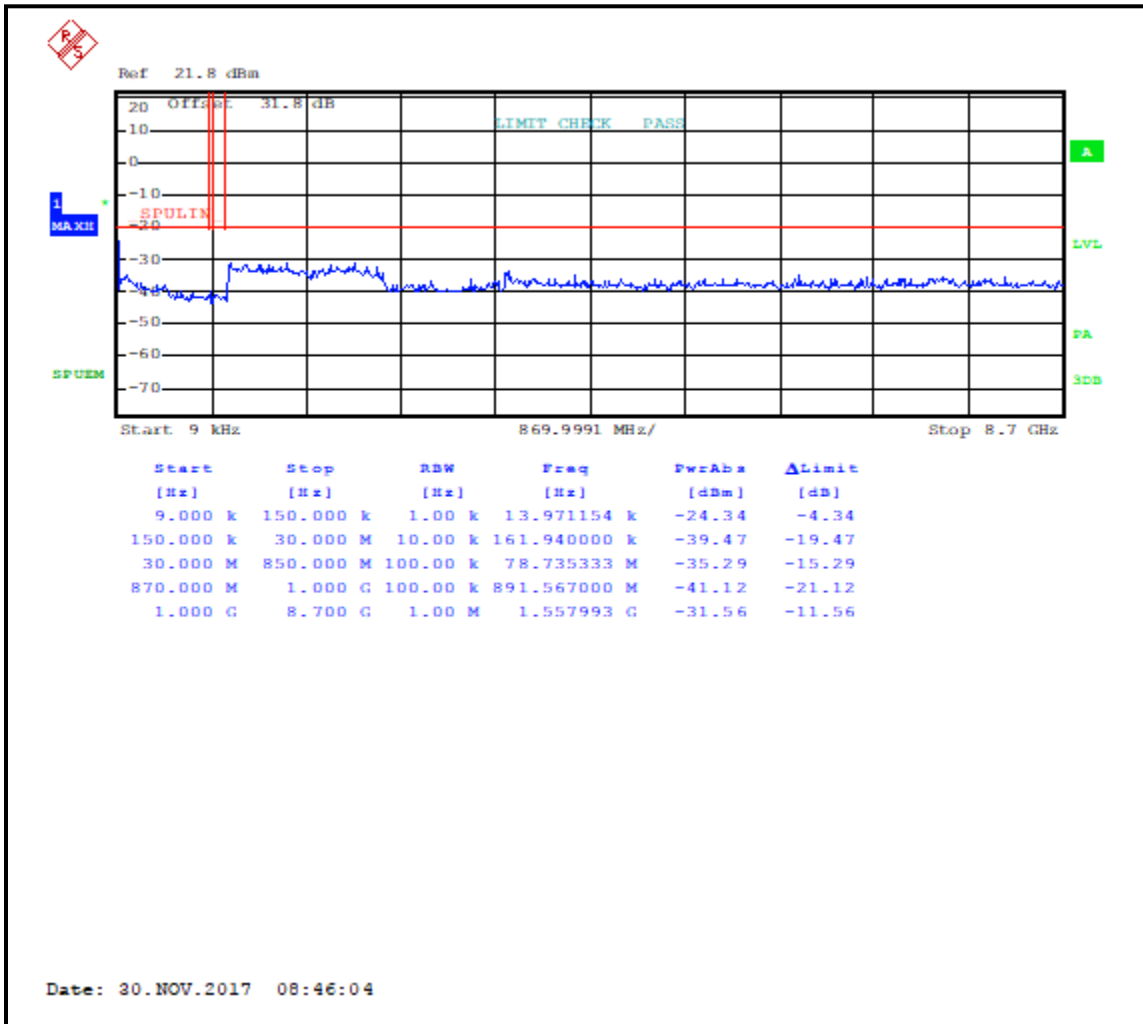 R S
Ref 21.8 dBm
20 Offset 31.8 dB
10 LIMIT CHECK PASS
A
0
-10
1 *
_SPULIN_
MAXH
-20
LVL
-30
-40
-50
PA
-60
SPUEM
3DB
-70
Start 9 kHz 869.9991 MHz/ Stop 8.7 GHz
Start Stop RBW Freq PwrAbs ΔLimit
[Hz] [Hz] [Hz] [Hz] [dBm] [dB]
9.000 k 150.000 k 1.00 k 13.971154 k -24.34 -4.34
150.000 k 30.000 M 10.00 k 161.940000 k -39.47 -19.47
30.000 M 850.000 M 100.00 k 78.735333 M -35.29 -15.29
870.000 M 1.000 G 100.00 k 891.567000 M -41.12 -21.12
1.000 G 8.700 G 1.00 M 1.557993 G -31.56 -11.56
Date: 30.NOV.2017 08:46:04